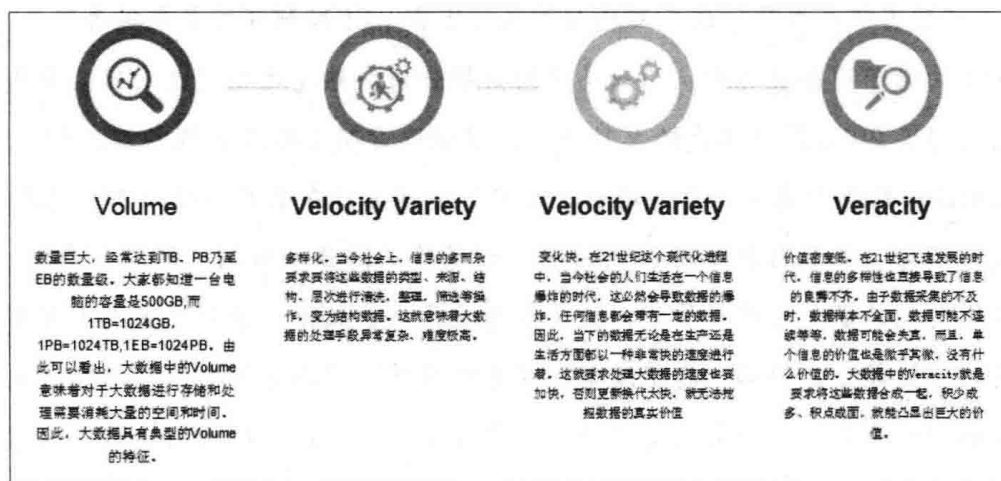 Volume
数量巨大，经常达到TB、PB乃至
EB的数量级。大家都知道一台电
脑的容量是500GB,而
1TB=1024GB,
1PB=1024TB,1EB=1024PB。由
此可以看出，大数据中的Volume
意味着对于大数据进行存储和处
理需要消耗大量的空间和时间。
因此，大数据具有典型的Volume
的特征。
Velocity Variety
多样化。当今社会上，信息的多而杂
要求要将这些数据的类型、来源、结
构、层次进行清洗、整理、筛选等操
作，变为结构数据。这就意味着大数
据的处理手段异常复杂、难度极高。
Velocity Variety
变化快。在21世纪这个现代化进程
中，当今社会的人们生活在一个信息
爆炸的时代，这必然会导致数据的爆
炸，任何信息都会带有一定的数据。
因此，当下的数据无论是在生产还是
生活方面都以一种非常快的速度进行
着，这就要求处理大数据的速度也要
加快，否则更新换代太快，就无法挖
掘数据的真实价值
Veracity
价值密度低。在21世纪飞速发展的时
代，信息的多样性也直接导致了信息
的良莠不齐。由于数据采集的不及
时，数据样本不全面，数据可能不连
续等等，数据可能会失真。而且，单
个信息的价值也是微乎其微，没有什
么价值的。大数据中的Veracity就是
要求将这些数据合成一起，积少成
多、积点成面，就能凸显出巨大的价
值。